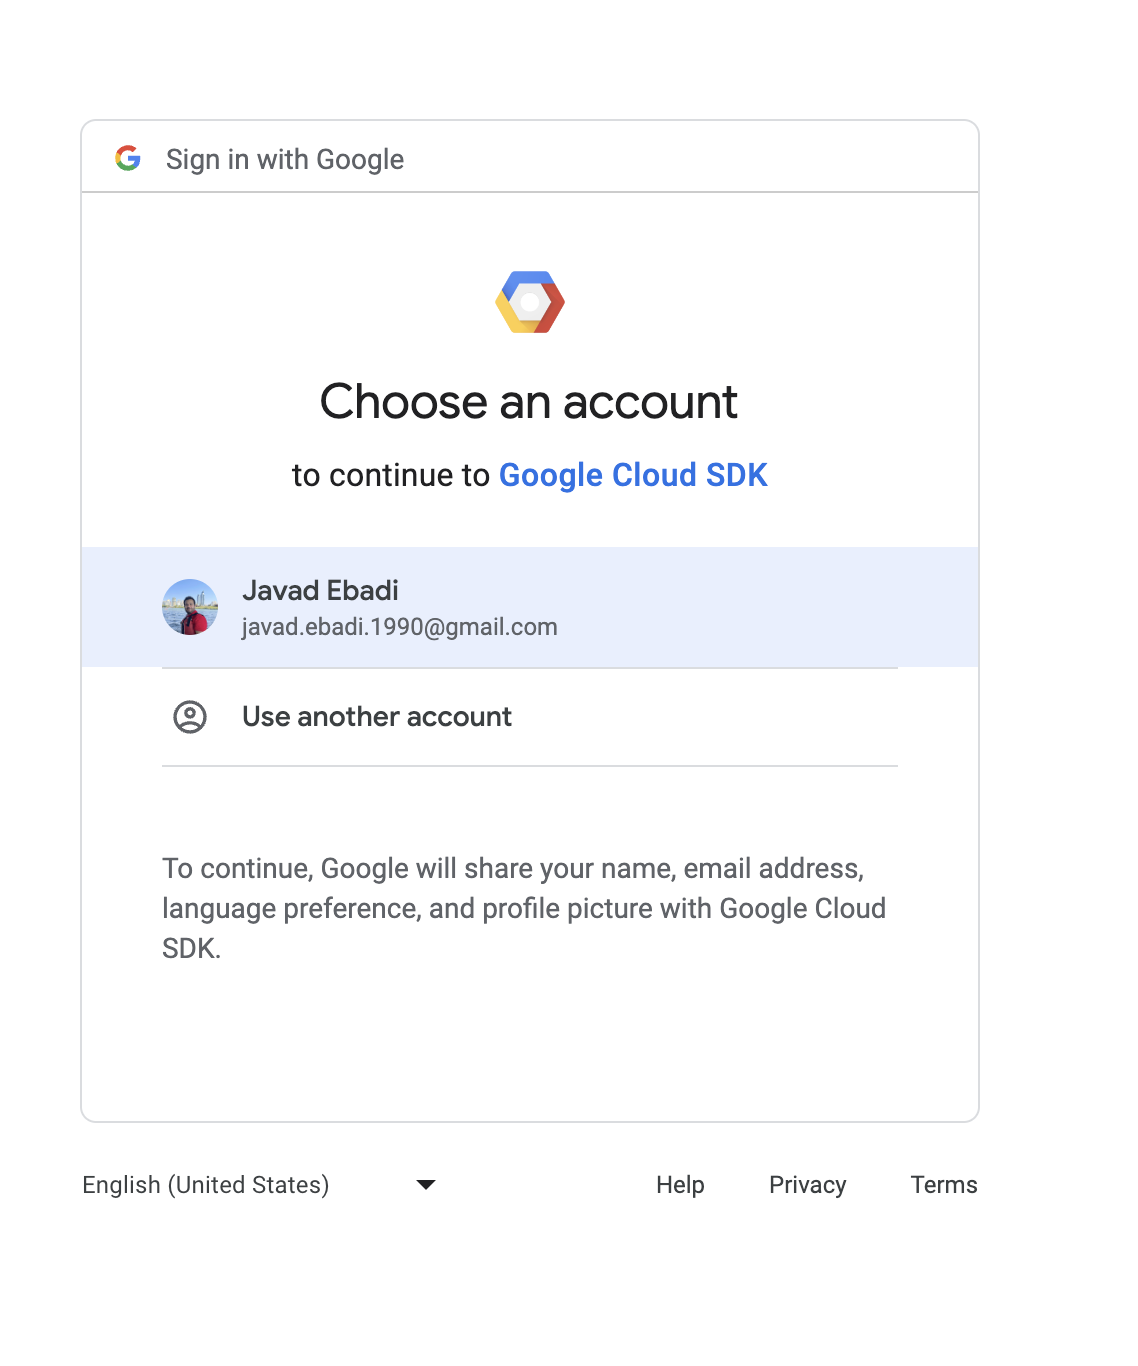 Sign in with Google
Choose an account
to continue to Google Cloud SDK
Javad Ebadi
javad.ebadi.1990@gmail.com
Use another account
To continue, Google will share your name, email address,
language preference, and profile picture with Google Cloud
SDK.
English (United States)
Help Privacy Terms